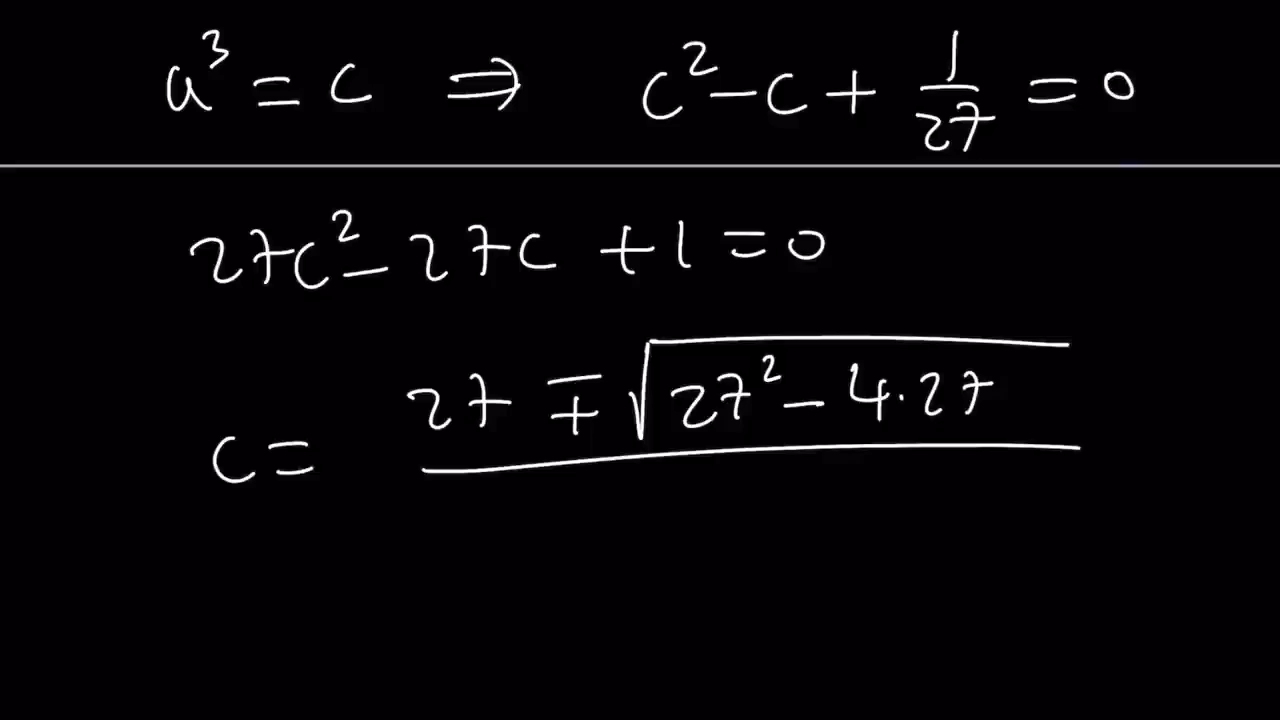 a³ = c ⇒ c² - c + 1/27 = 0
27c² - 27c + 1 = 0
c = 27 ∓ √27² - 4.27